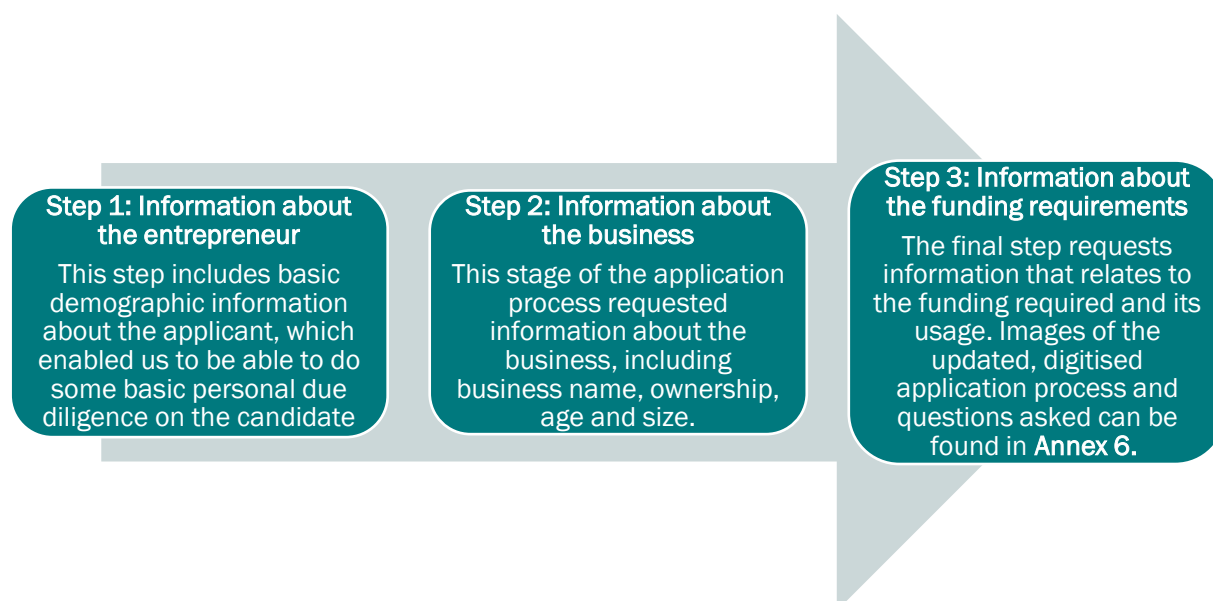 Step 1: Information about
the entrepreneur
This step includes basic
demographic information
about the applicant, which
enabled us to be able to do
some basic personal due
diligence on the candidate
Step 2: Information about
the business
This stage of the application
process requested
information about the
business, including
business name, ownership,
age and size.
Step 3: Information about
the funding requirements
The final step requests
information that relates to
the funding required and its
usage. Images of the
updated, digitised
application process and
questions asked can be
found in Annex 6.